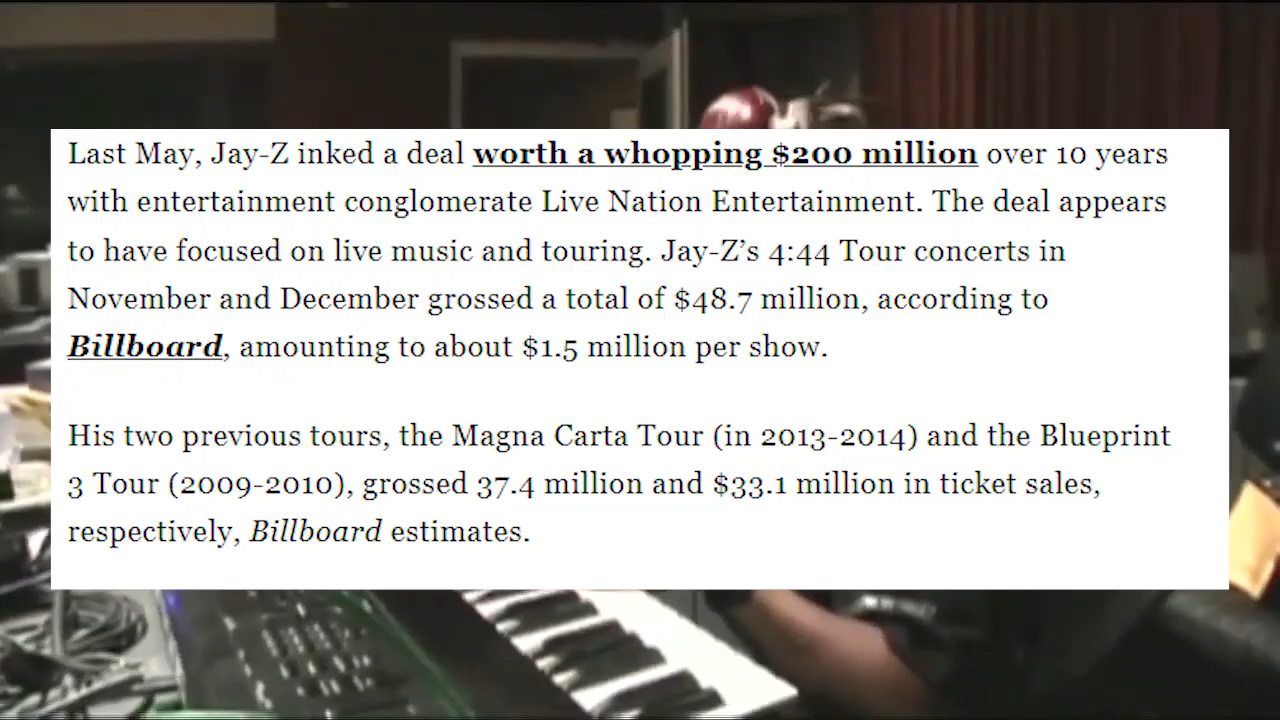 Last May, Jay-Z inked a deal worth a whopping $200 million over 10 years
with entertainment conglomerate Live Nation Entertainment. The deal appears
to have focused on live music and touring. Jay-Z’s 4:44 Tour concerts in
November and December grossed a total of $48.7 million, according to
Billboard, amounting to about $1.5 million per show.
His two previous tours, the Magna Carta Tour (in 2013-2014) and the Blueprint
3 Tour (2009-2010), grossed 37.4 million and $33.1 million in ticket sales,
respectively, Billboard estimates.